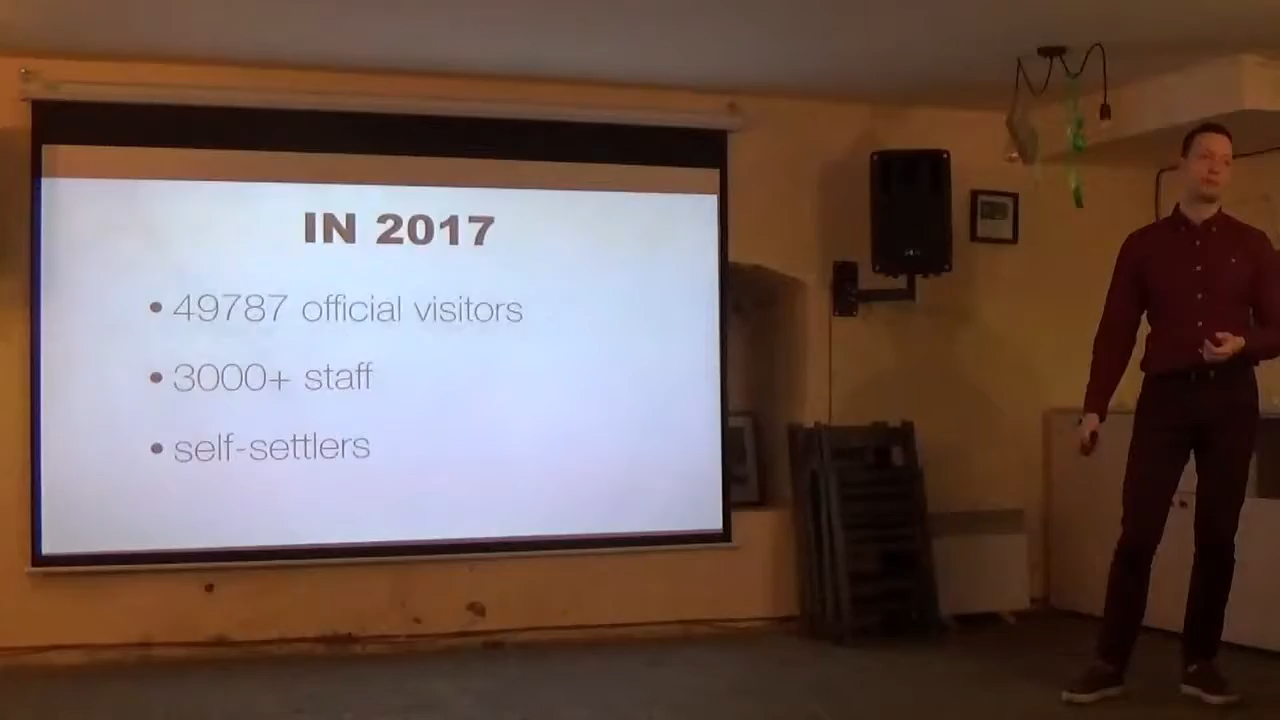 IN 2017
• 49787 official visitors
• 3000+ staff
• self-settlers